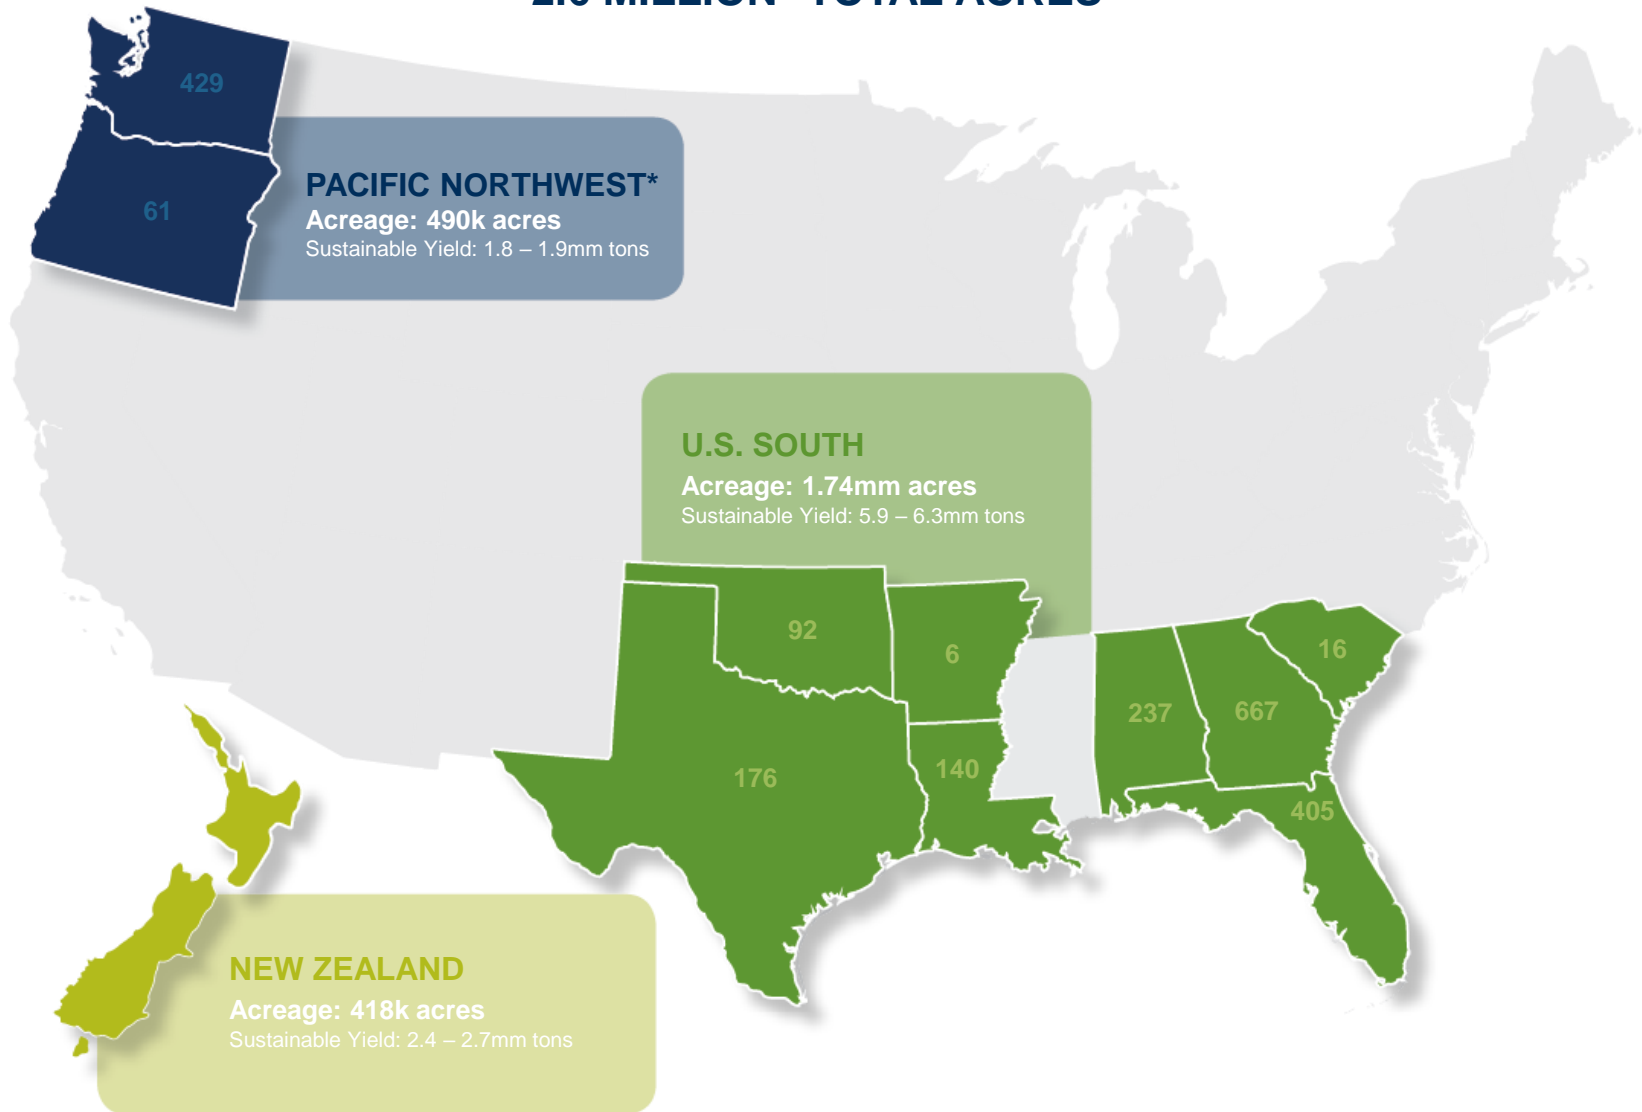 TOTAL ACRES
429
PACIFIC NORTHWEST*
Acreage: 490k acres
Sustainable Yield: 1.8 – 1.9mm tons
61
U.S. SOUTH
Acreage: 1.74mm acres
Sustainable Yield: 5.9 – 6.3mm tons
92
6
16
237
667
176
140
405
NEW ZEALAND
Acreage: 418k acres
Sustainable Yield: 2.4 – 2.7mm tons